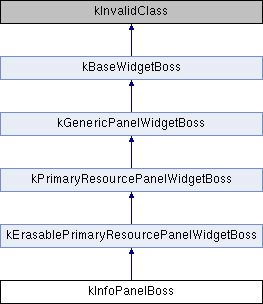 kInvalidClass
kBaseWidgetBoss
kGenericPanelWidgetBoss
kPrimaryResourcePanelWidgetBoss
kErasablePrimaryResourcePanelWidgetBoss
kInfoPanelBoss